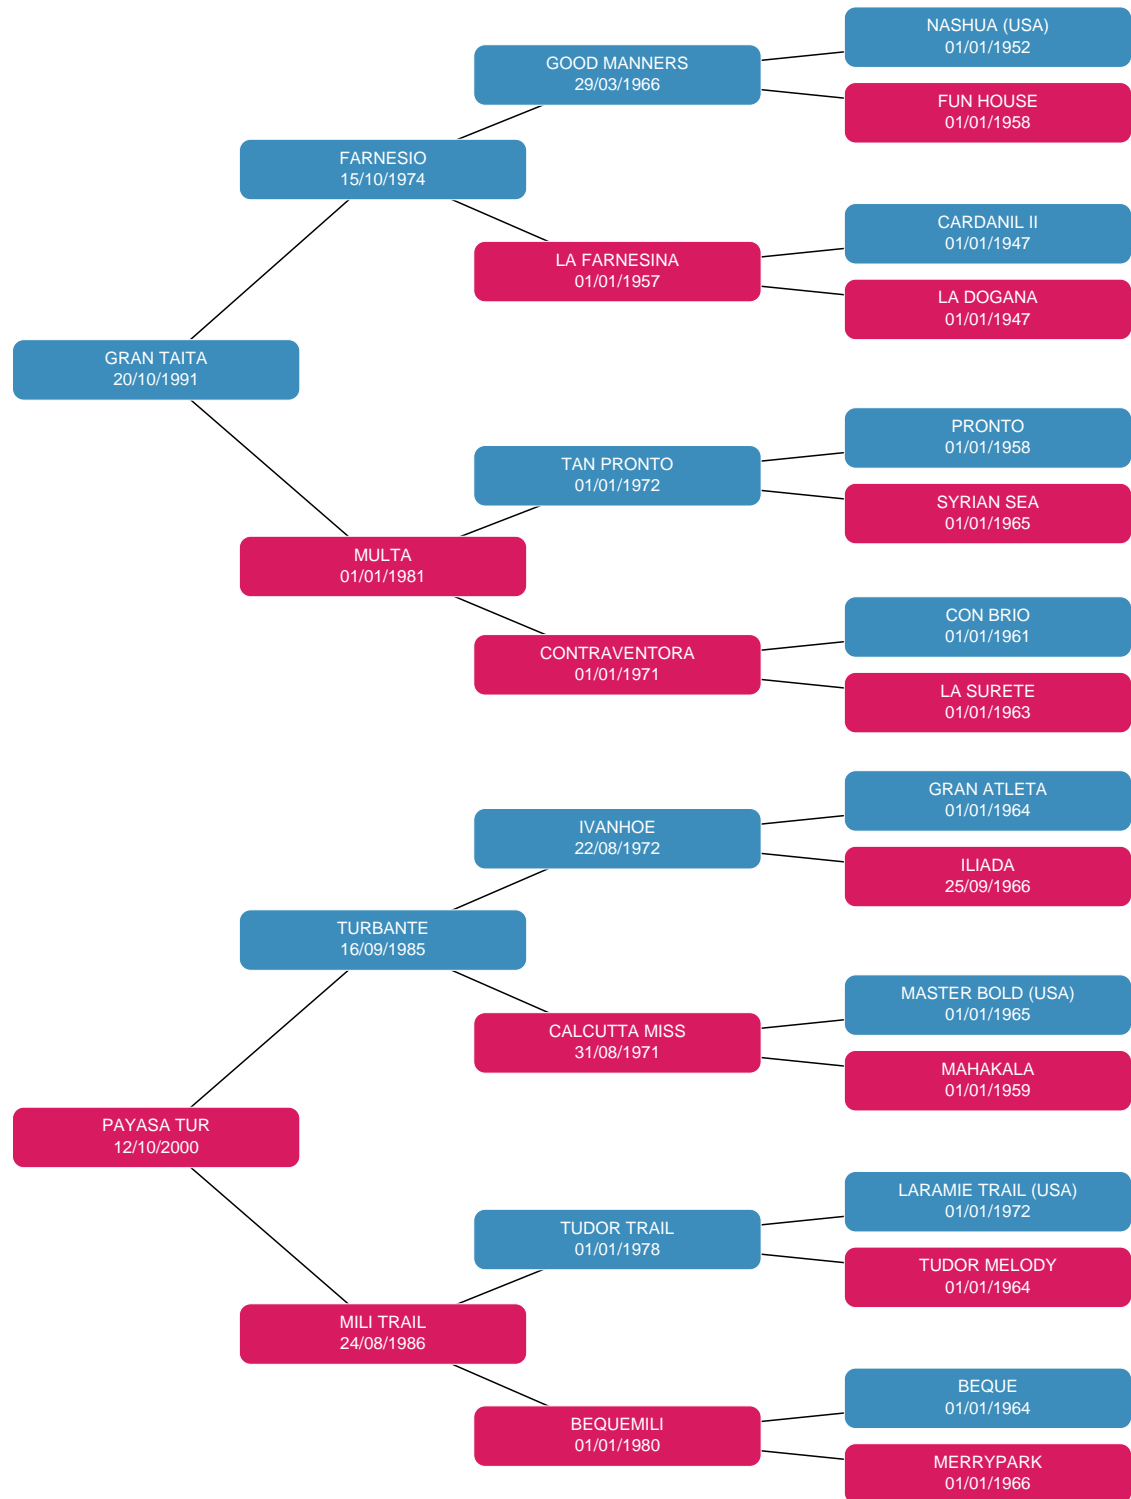 NASHUA (USA)
01/01/1952
GOOD MANNERS
29/03/1966
FUN HOUSE
01/01/1958
FARNESIO
15/10/1974
CARDANIL II
01/01/1947
LA FARNESINA
01/01/1957
LA DOGANA
01/01/1947
GRAN TAITA
20/10/1991
PRONTO
01/01/1958
TAN PRONTO
01/01/1972
SYRIAN SEA
01/01/1965
MULTA
01/01/1981
CON BRIO
01/01/1961
CONTRAVENTORA
01/01/1971
LA SURETE
01/01/1963
GRAN ATLETA
01/01/1964
IVANHOE
22/08/1972
ILIADA
25/09/1966
TURBANTE
16/09/1985
MASTER BOLD (USA)
01/01/1965
CALCUTTA MISS
31/08/1971
MAHAKALA
01/01/1959
PAYASA TUR
12/10/2000
LARAMIE TRAIL (USA)
01/01/1972
TUDOR TRAIL
01/01/1978
TUDOR MELODY
01/01/1964
MILI TRAIL
24/08/1986
BEQUE
01/01/1964
BEQUEMILI
01/01/1980
MERRYPARK
01/01/1966